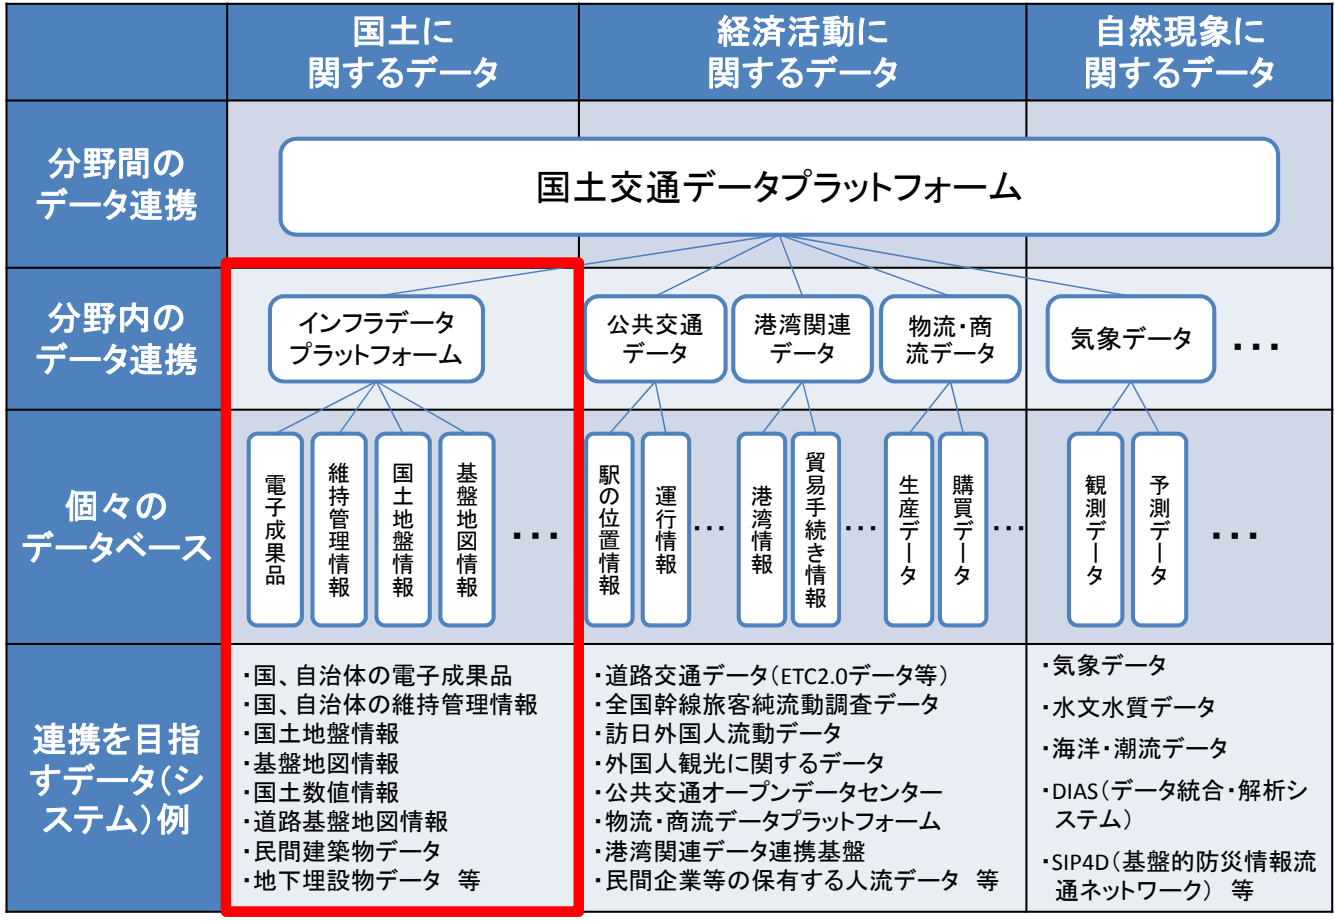 国土に
関するデータ
経済活動に
関するデータ
自然現象に
関するデータ
分野間の
データ連携
国土交通データプラットフォーム
分野内の
データ連携
インフラデータ
プラットフォーム
公共交通
データ
港湾関連
データ
物流・商
流データ
気象データ
・・・
個々の
データベース
電子成果品
維持管理情報
国土地盤情報
基盤地図情報
・・・
駅の位置情報
運行情報
・・・
港湾情報
貿易手続き情報
・・・
生産データ
購買データ
・・・
観測データ
予測データ
・・・
連携を目指
すデータ(シ
ステム)例
・国、自治体の電子成果品
・国、自治体の維持管理情報
・国土地盤情報
・基盤地図情報
・国土数値情報
・道路基盤地図情報
・民間建築物データ
・地下埋設物データ 等
・道路交通データ(ETC2.0データ等)
・全国幹線旅客純流動調査データ
・訪日外国人流動データ
・外国人観光に関するデータ
・公共交通オープンデータセンター
・物流・商流データプラットフォーム
・港湾関連データ連携基盤
・民間企業等の保有する人流データ 等
・気象データ
・水文水質データ
・海洋・潮流データ
・DIAS(データ統合・解析シ
ステム)
・SIP4D(基盤的防災情報流
通ネットワーク) 等